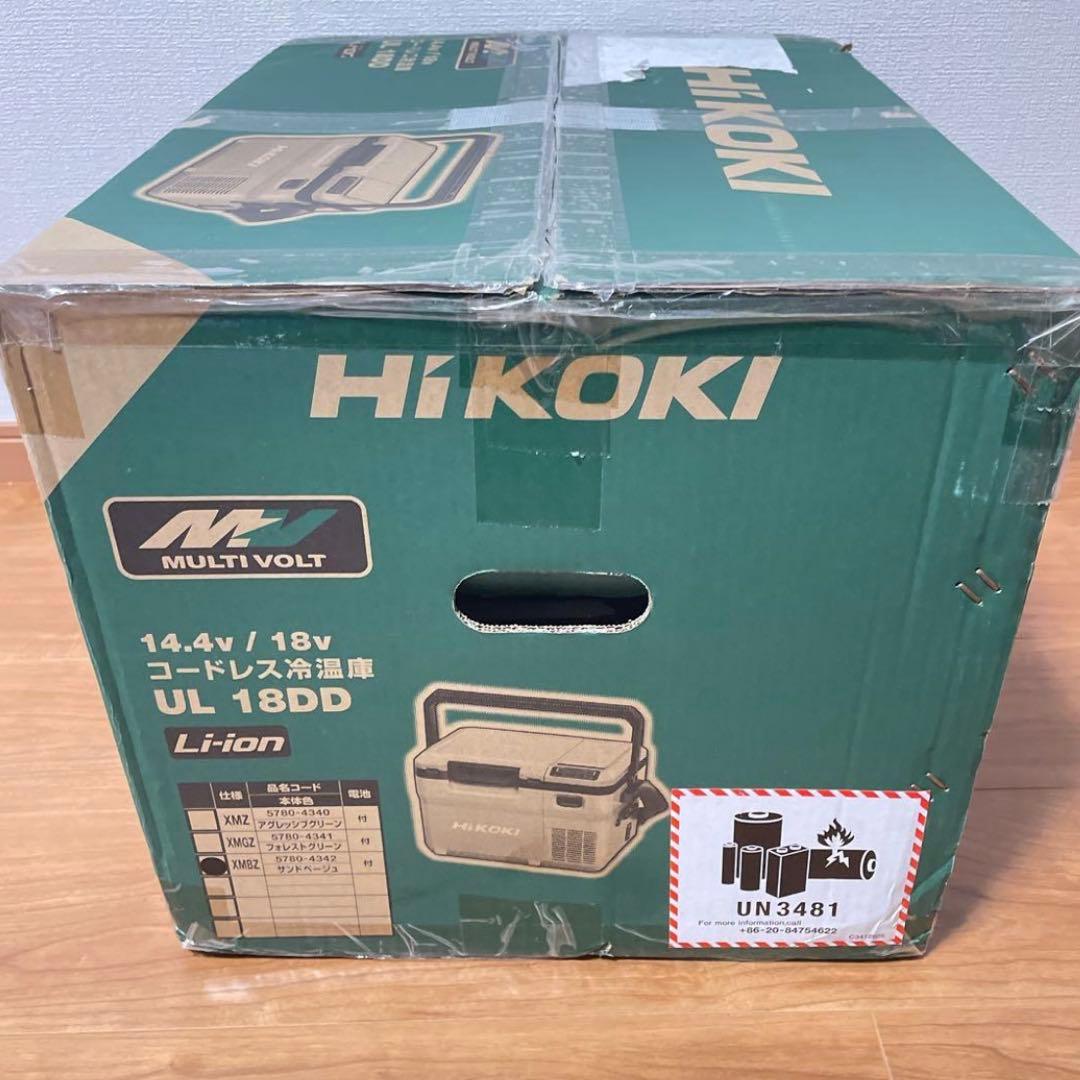 HiKOKI
HiKOKI
MV
MULTI VOLT
14.4v / 18v
コードレス冷温庫
UL 18DD
Li-ion
仕様 品名コード 電池
本体色
XMZ 5780-4340 付
アグレッシブグリーン
XMGZ 5780-4341 付
フォレストグリーン
XMBZ 5780-4342 付
サンドベージュ
HiKOKI
UN3481
For more information,call
+86-20-84754622